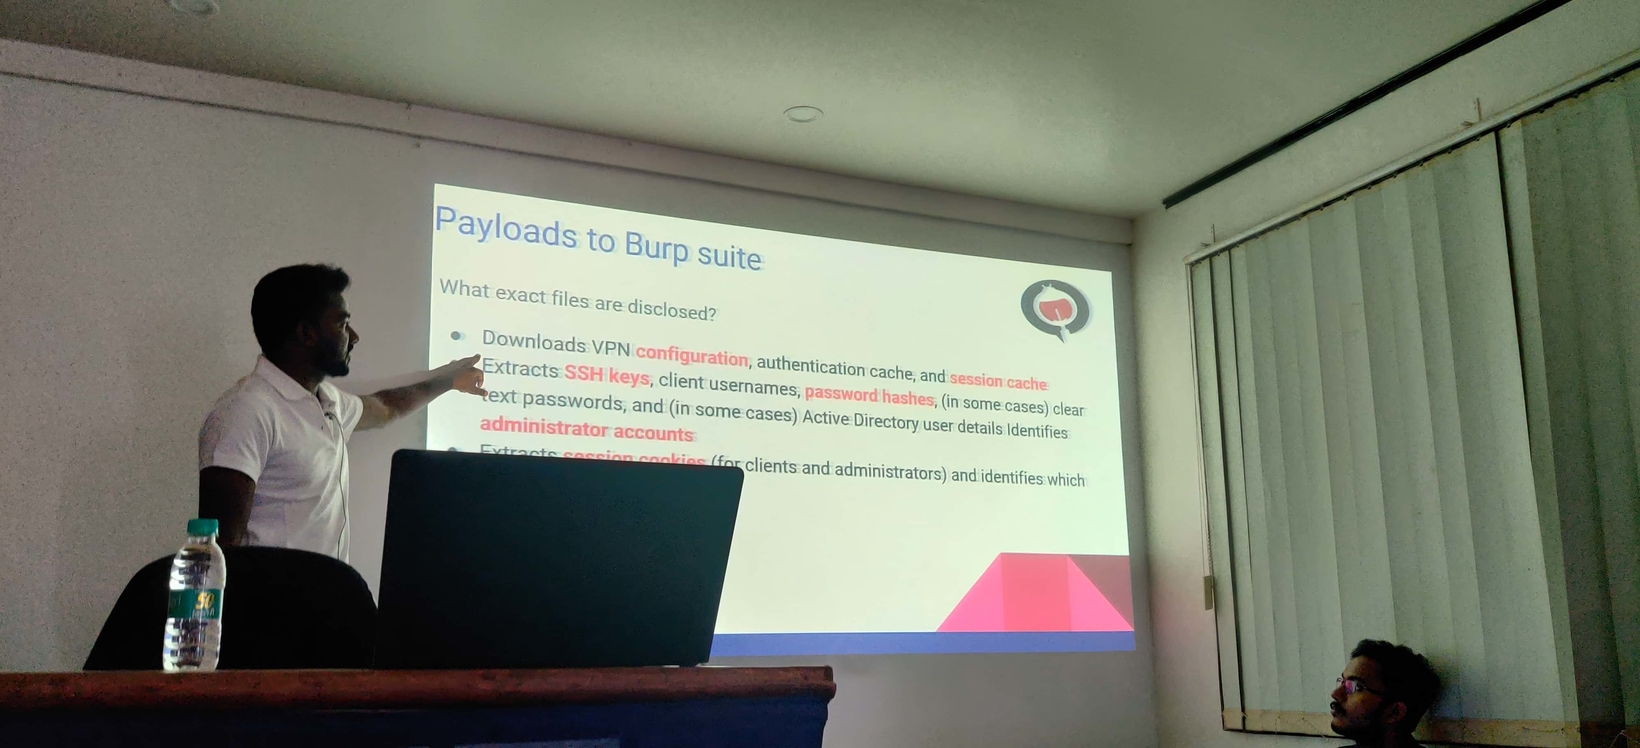 Payloads to Burp suite
What exact files are disclosed?
Downloads VPN configuration, authentication cache, and session cache
Extracts SSH keys, client usernames, password hashes, (in some cases) clear
text passwords, and (in some cases) Active Directory user details Identifies
administrator accounts
Extracts session cookies (for clients and administrators) and identifies which
50